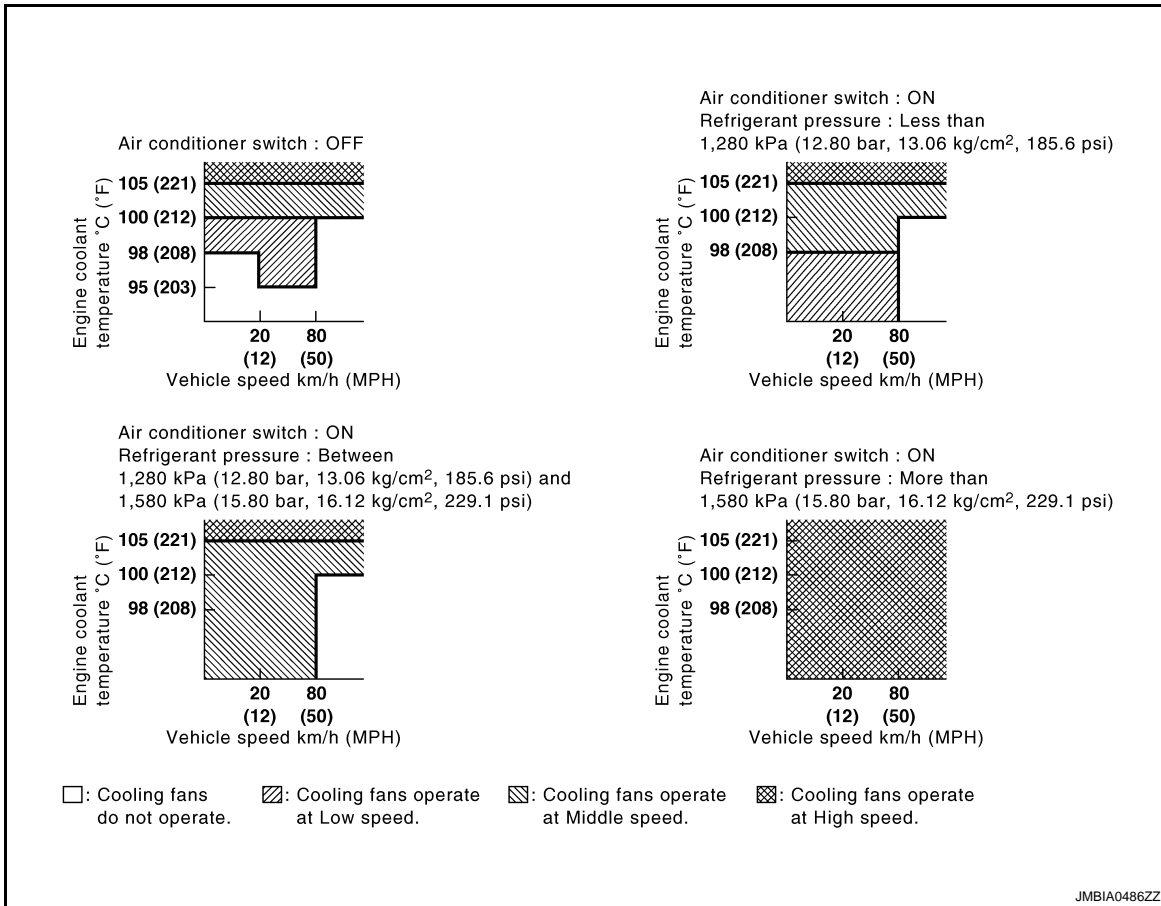 Air conditioner switch : OFF
Engine coolant
temperature ˚C (˚F)
105 (221)
100 (212)
98 (208)
95 (203)
20
(12)
80
(50)
Vehicle speed km/h (MPH)
Air conditioner switch : ON
Refrigerant pressure : Less than
1,280 kPa (12.80 bar, 13.06 kg/cm², 185.6 psi)
Engine coolant
temperature ˚C (˚F)
105 (221)
100 (212)
98 (208)
20
(12)
80
(50)
Vehicle speed km/h (MPH)
Air conditioner switch : ON
Refrigerant pressure : Between
1,280 kPa (12.80 bar, 13.06 kg/cm², 185.6 psi) and
1,580 kPa (15.80 bar, 16.12 kg/cm², 229.1 psi)
Engine coolant
temperature ˚C (˚F)
105 (221)
100 (212)
98 (208)
20
(12)
80
(50)
Vehicle speed km/h (MPH)
Air conditioner switch : ON
Refrigerant pressure : More than
1,580 kPa (15.80 bar, 16.12 kg/cm², 229.1 psi)
Engine coolant
temperature ˚C (˚F)
105 (221)
100 (212)
98 (208)
20
(12)
80
(50)
Vehicle speed km/h (MPH)
: Cooling fans
do not operate.
: Cooling fans operate
at Low speed.
: Cooling fans operate
at Middle speed.
: Cooling fans operate
at High speed.
JMBIA0486ZZ